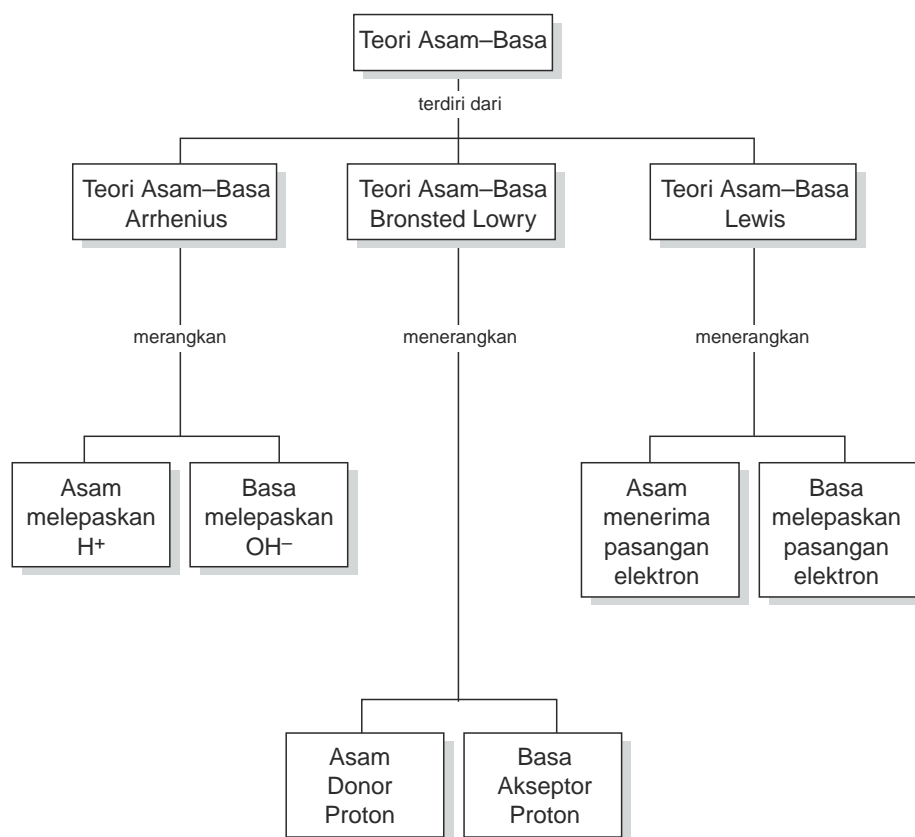 Teori Asam–Basa
terdiri dari
Teori Asam–Basa
Arrhenius
Teori Asam–Basa
Bronsted Lowry
Teori Asam–Basa
Lewis
merangkan
menerangkan
menerangkan
Asam
melepaskan
H+
Basa
melepaskan
OH–
Asam
menerima
pasangan
elektron
Basa
melepaskan
pasangan
elektron
Asam
Donor
Proton
Basa
Akseptor
Proton